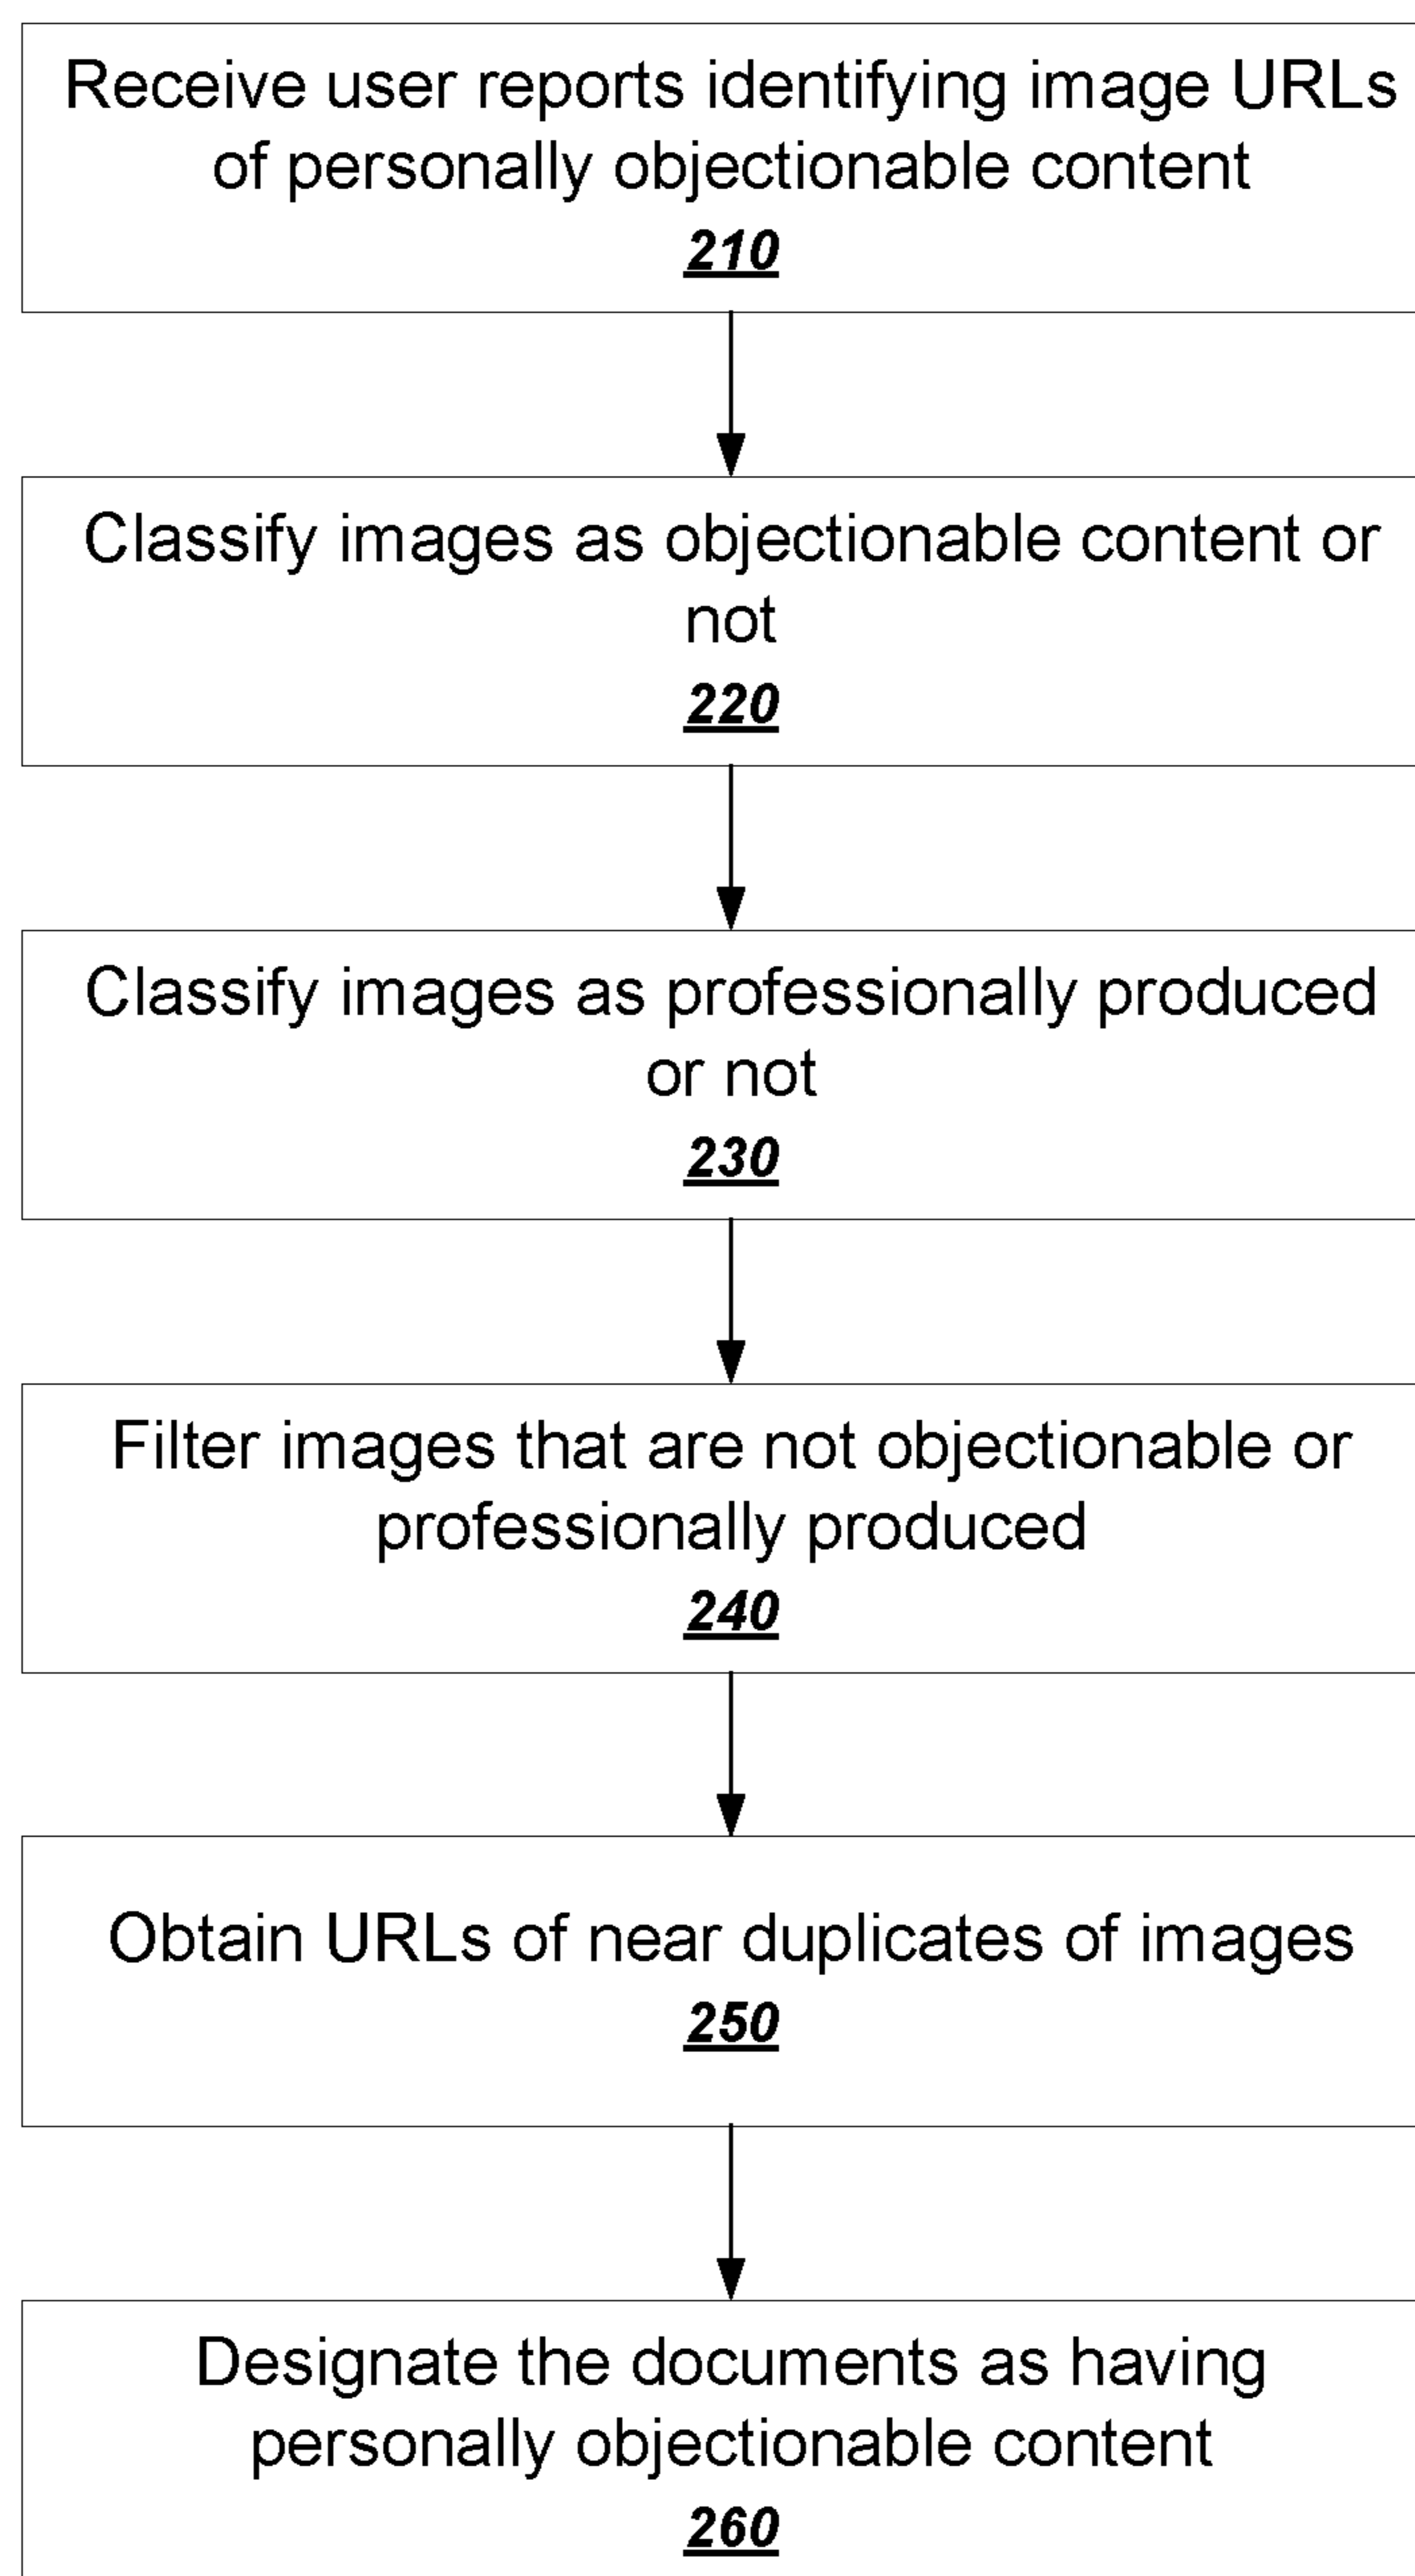 Receive user reports identifying image URLs
of personally objectionable content
210
Classify images as objectionable content or
not
220
Classify images as professionally produced
or not
230
Filter images that are not objectionable or
professionally produced
240
Obtain URLs of near duplicates of images
250
Designate the documents as having
personally objectionable content
260